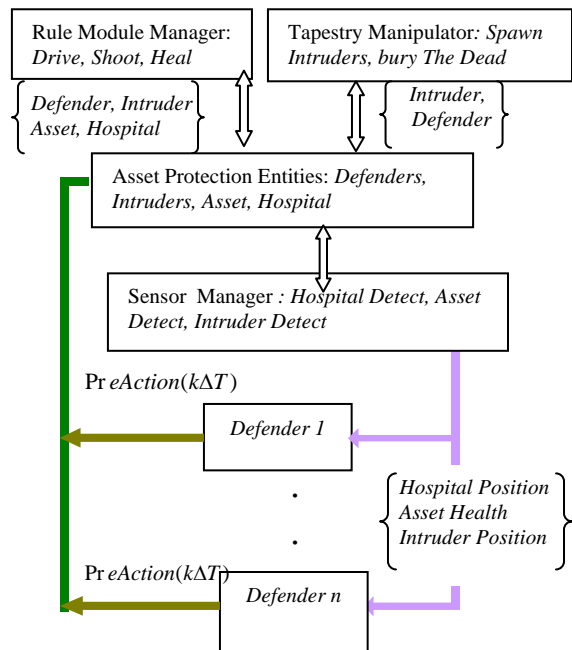 Rule Module Manager:
Drive, Shoot, Heal
Tapestry Manipulator: Spawn
Intruders, bury The Dead
Defender, Intruder
Asset, Hospital
Intruder,
Defender
Asset Protection Entities: Defenders,
Intruders, Asset, Hospital
Sensor Manager : Hospital Detect, Asset
Detect, Intruder Detect
Pr eAction(kΔT)
Defender 1
.
.
Hospital Position
Asset Health
Intruder Position
Pr eAction(kΔT)
Defender n